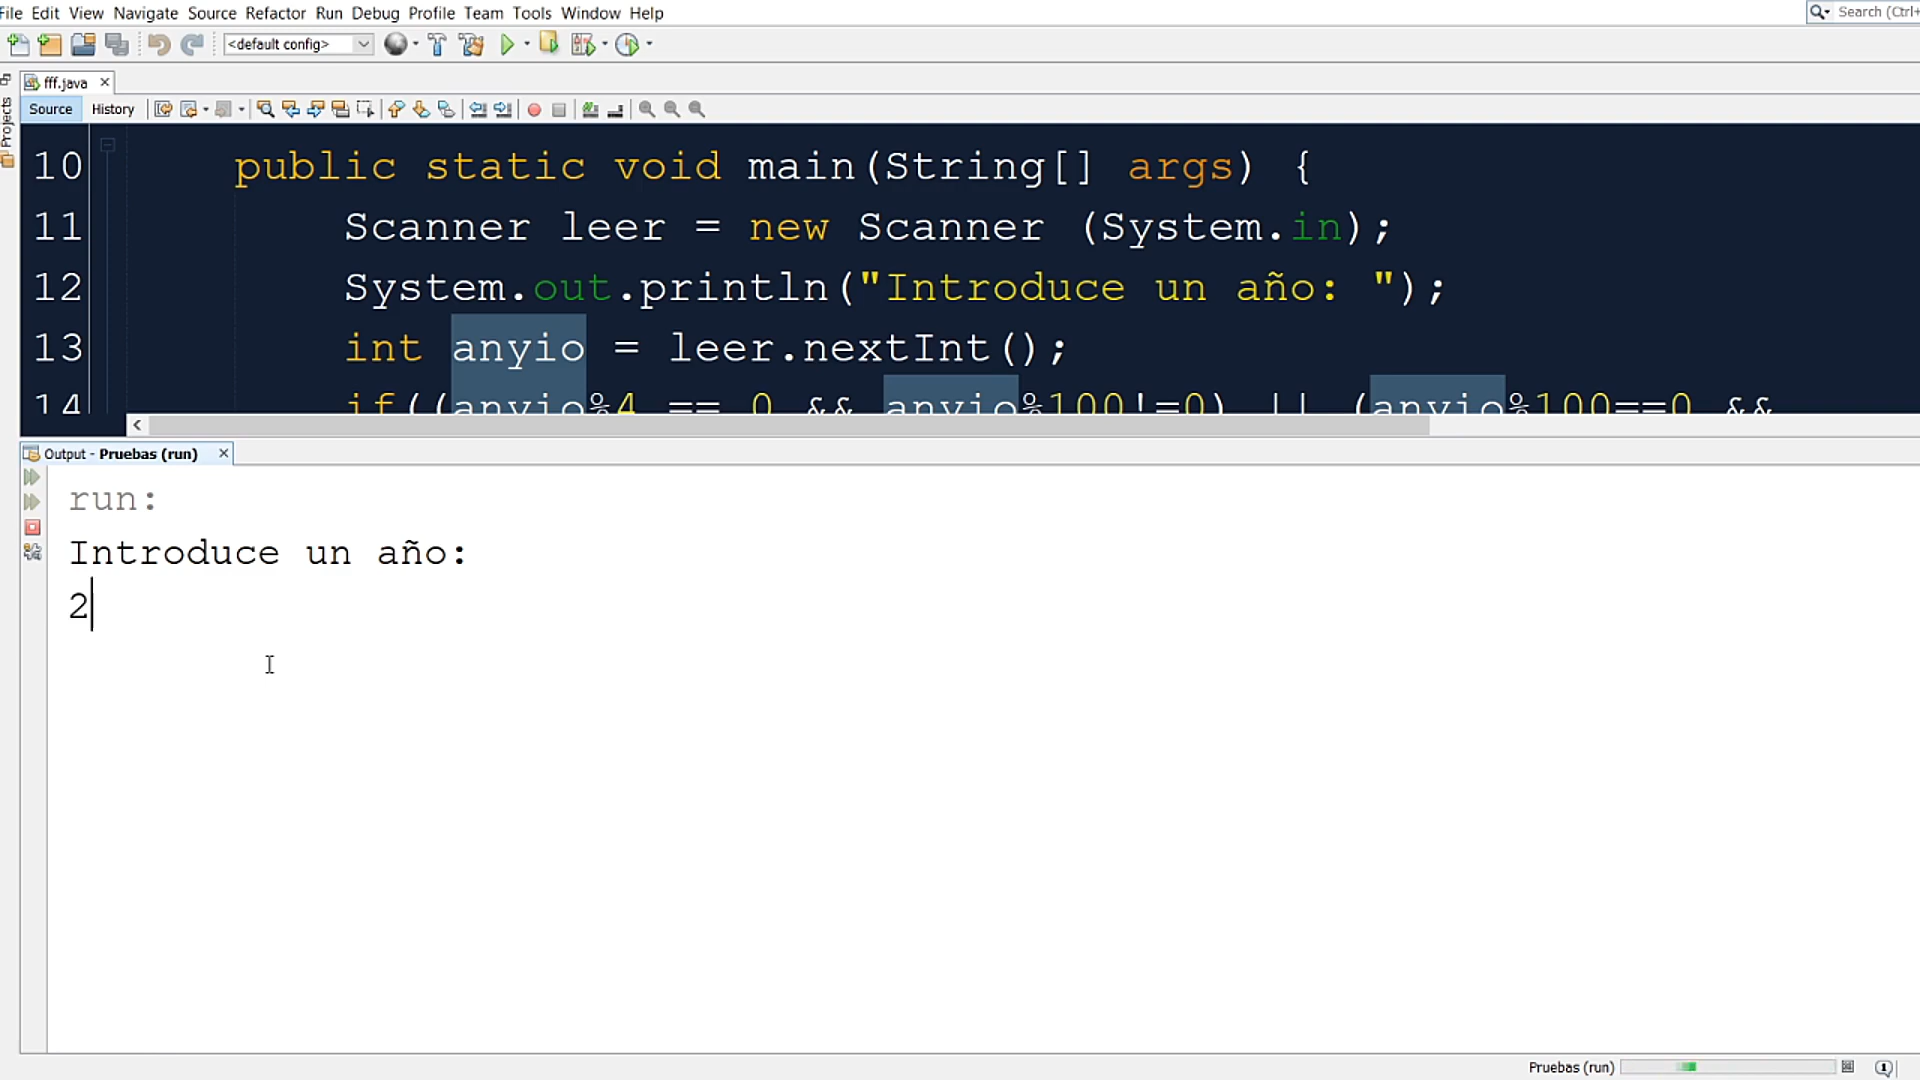 File Edit View Navigate Source Refactor Run Debug Profile Team Tools Window Help
Search (Ctrl+
<default config>
fff.java
Projects
Source History
10 public static void main(String[] args) {
11 Scanner leer = new Scanner (System.in);
12 System.out.println("Introduce un año: ");
13 int anyio = leer.nextInt();
14 if((anyio%4 == 0 && anyio%100!=0) || (anyio%100==0 &&
Output - Pruebas (run)
run:
Introduce un año:
2
Pruebas (run)